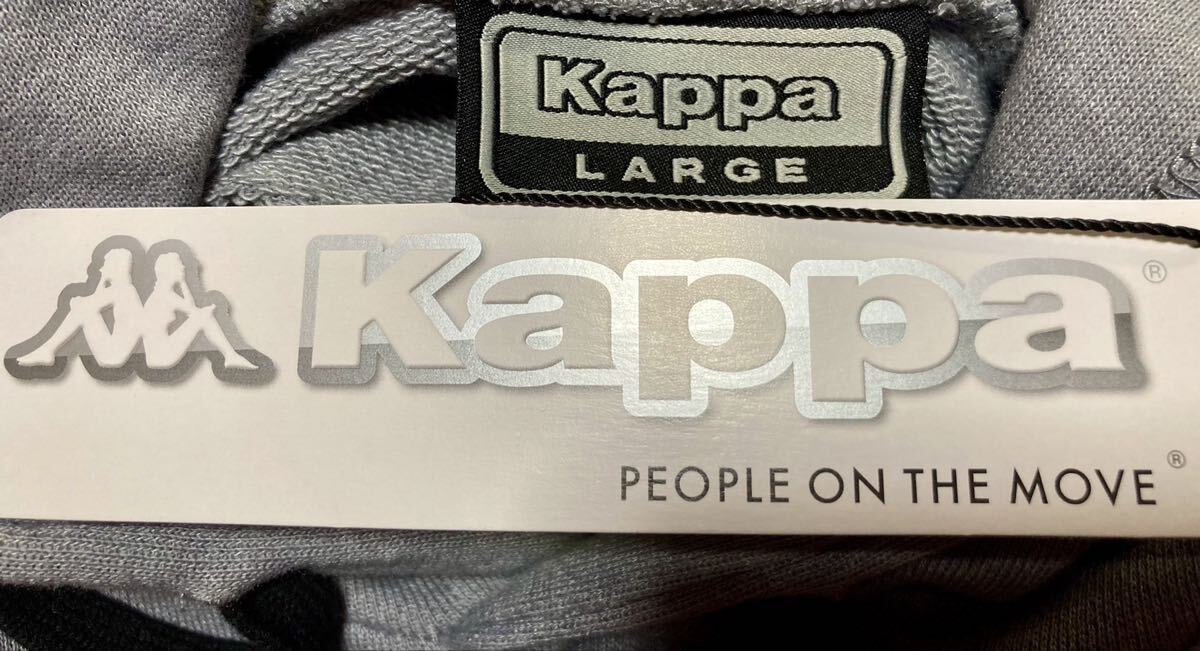 Kappa
LARGE
Kappa®
PEOPLE ON THE MOVE®